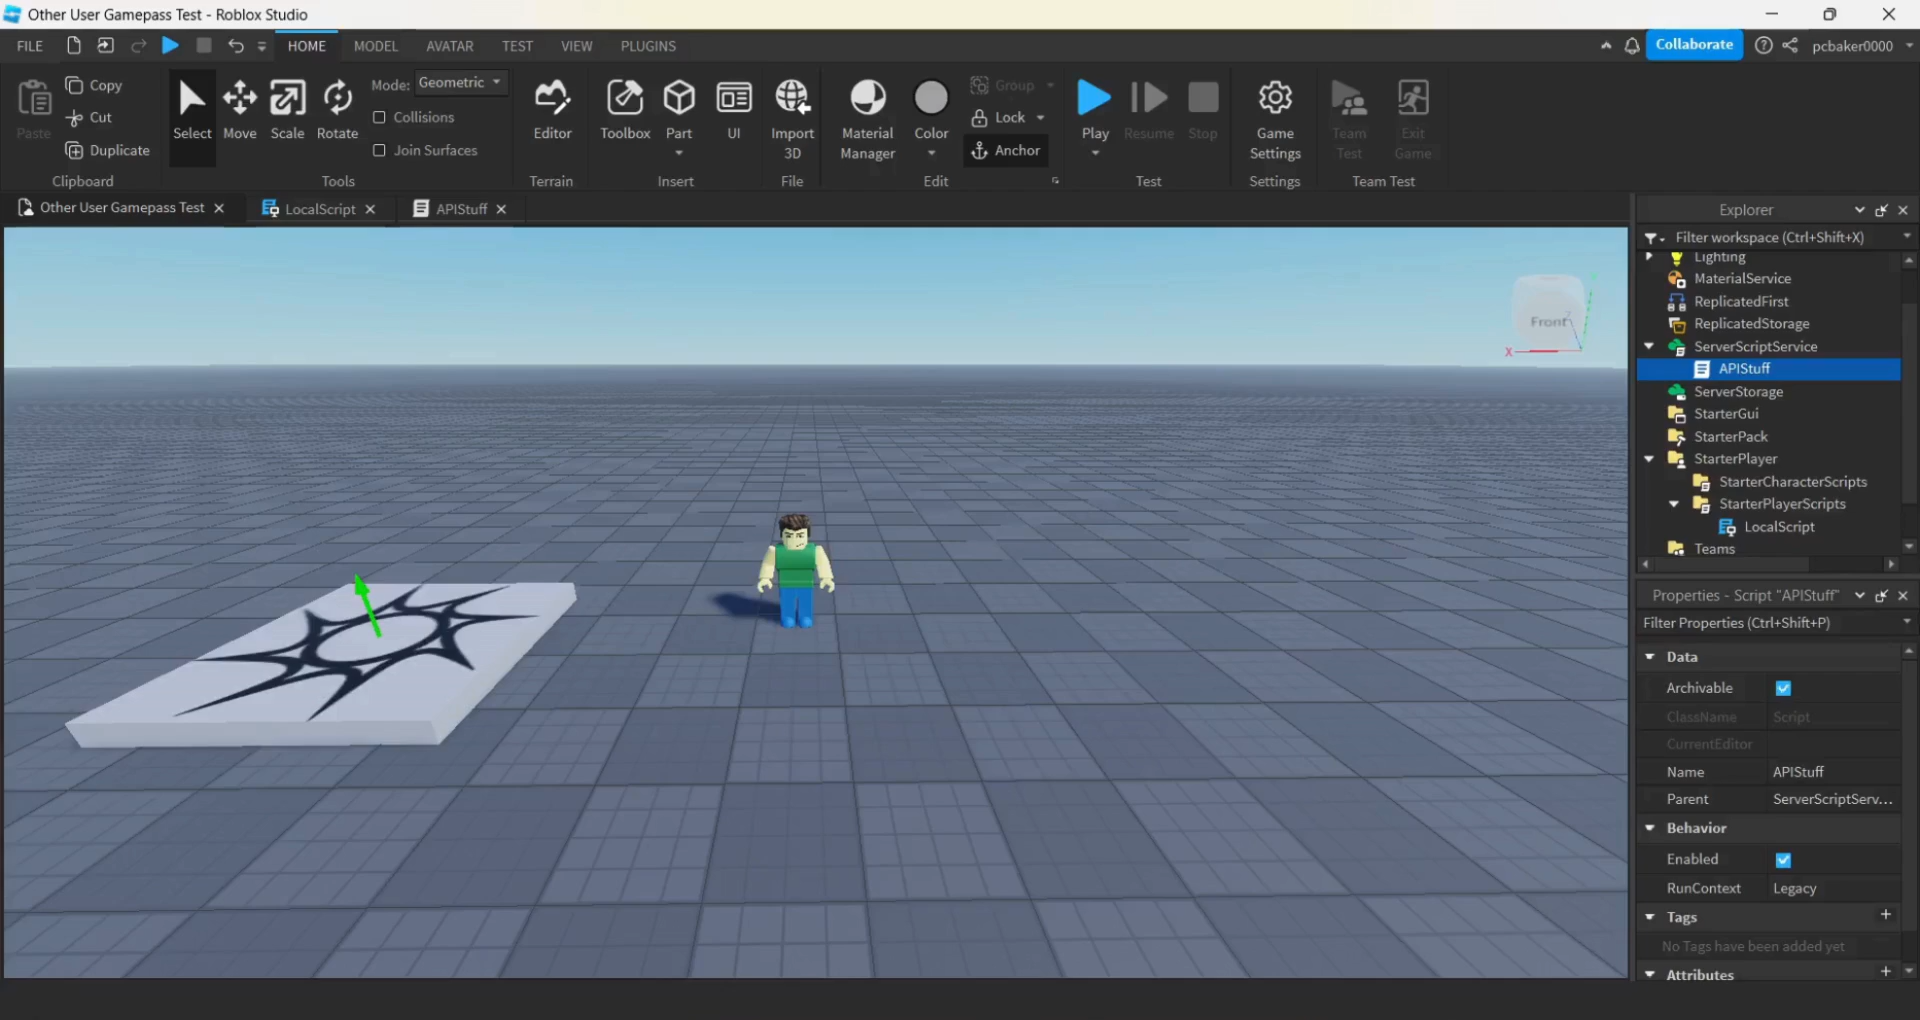 Other User Gamepass Test - Roblox Studio
FILE HOME MODEL AVATAR TEST VIEW PLUGINS Collaborate pcbaker0000
Paste
Copy
Cut
Duplicate
Clipboard
Select Move Scale Rotate
Mode: Geometric
Collisions
Join Surfaces
Tools
Editor
Terrain
Toolbox Part UI
Insert
Import
3D
File
Material
Manager
Color
Group
Lock
Anchor
Edit
Play Resume Stop
Test
Game
Settings
Settings
Team
Test
Exit
Game
Team Test
Other User Gamepass Test LocalScript APIStuff
Front
X
Explorer
Filter workspace (Ctrl+Shift+X)
Lighting
MaterialService
ReplicatedFirst
ReplicatedStorage
ServerScriptService
APIStuff
ServerStorage
StarterGui
StarterPack
StarterPlayer
StarterCharacterScripts
StarterPlayerScripts
LocalScript
Teams
Properties - Script "APIStuff"
Filter Properties (Ctrl+Shift+P)
Data
Archivable
ClassName Script
CurrentEditor
Name APIStuff
Parent ServerScriptServ...
Behavior
Enabled
RunContext Legacy
Tags +
No Tags have been added yet
Attributes +